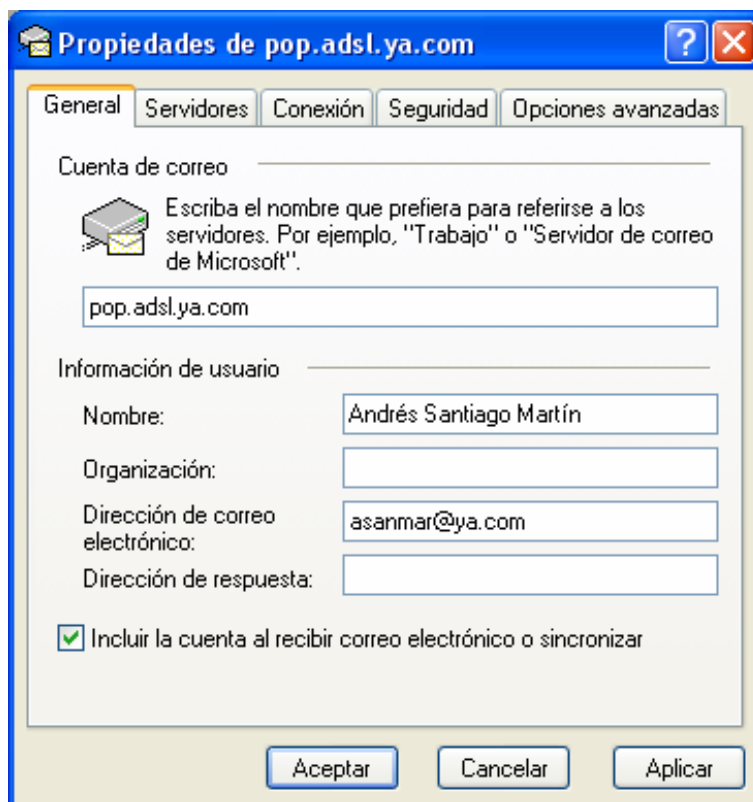 Propiedades de pop.adsl.ya.com
General Servidores Conexión Seguridad Opciones avanzadas
Cuenta de correo
Escriba el nombre que prefiera para referirse a los
servidores. Por ejemplo, "Trabajo" o "Servidor de correo
de Microsoft".
pop.adsl.ya.com
Información de usuario
Nombre: Andrés Santiago Martín
Organización:
Dirección de correo
electrónico: asanmar@ya.com
Dirección de respuesta:
Incluir la cuenta al recibir correo electrónico o sincronizar
Aceptar Cancelar Aplicar